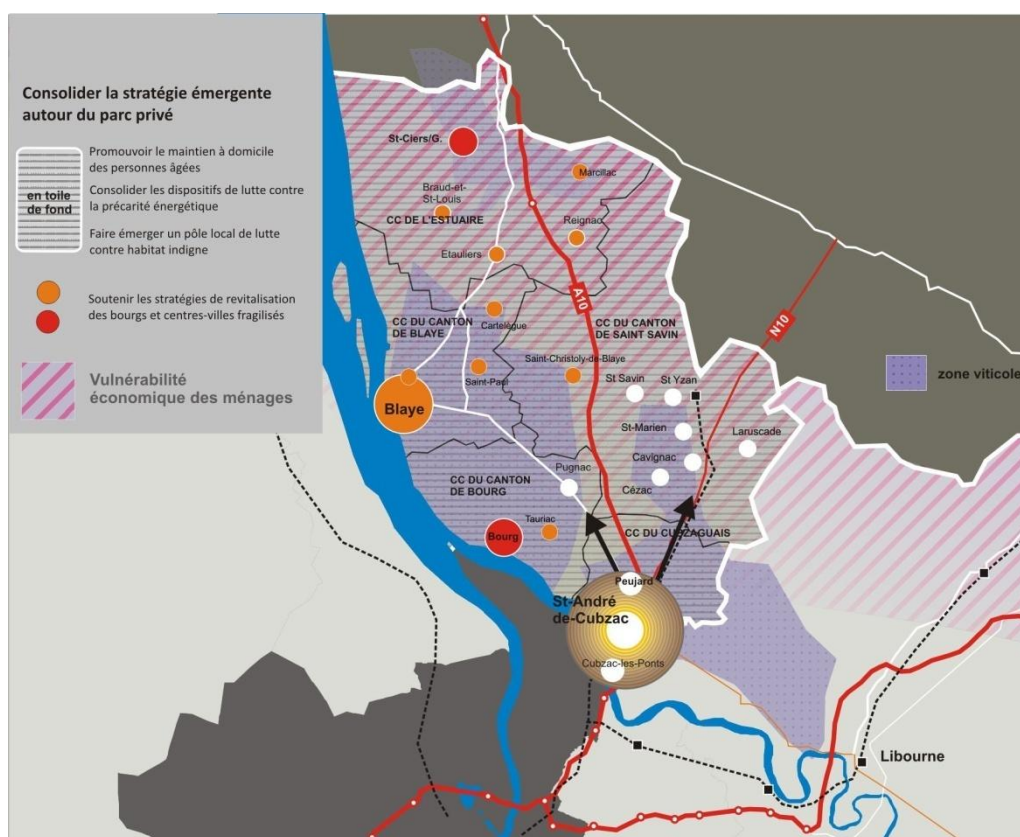 Consolider la stratégie émergente
autour du parc privé
en toile
de fond
Promouvoir le maintien à domicile
des personnes âgées
Consolider les dispositifs de lutte contre
la précarité énergétique
Faire émerger un pôle local de lutte
contre habitat indigne
Soutenir les stratégies de revitalisation
des bourgs et centres-villes fragilisés
Vulnérabilité
économique des ménages
St-Ciers/G.
Marcillac
Braud-et-
St-Louis
CC DE L'ESTUAIRE
Reignac
Etauliers
A10
N10
CC DU CANTON
DE BLAYE
Cartelègue
CC DU CANTON
DE SAINT SAVIN
Saint-Paul
Saint-Christoly-de-Blaye
St Savin
St Yzan
zone viticole
Blaye
St-Marien
Laruscade
Cavignac
Pugnac
Cézac
CC DU CANTON
DE BOURG
Tauriac
Bourg
CC DU CUBZAGUAIS
Peujard
St-André
de-Cubzac
Cubzac-les-Ponts
Libourne